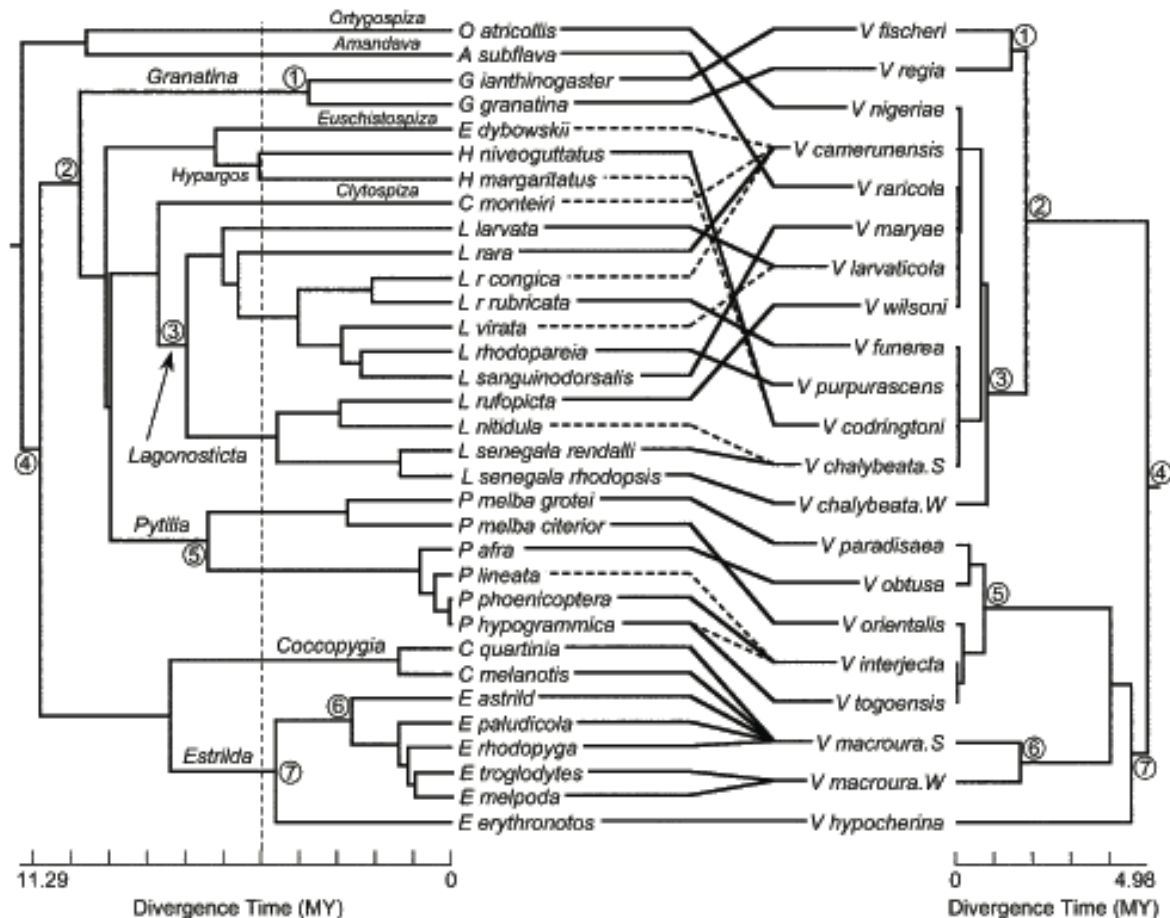 Ortygospiza
O atricollis
V fischeri
1
Amandava
A subflava
Granatina
1
G ianthinogaster
V regia
G granatina
Euschistospiza
V nigeriae
E dybowskii
2
H niveoguttatus
V camerunensis
Hypargos
H margaritatus
Clytospiza
V raricola
C monteiri
2
L larvata
V maryae
L rara
V larvaticola
L r congica
L r rubricata
V wilsoni
3
L virata
V funerea
L rhodopareia
3
L sanguinodorsalis
V purpurascens
L rufopicta
L nitidula
V codringtoni
4
Lagonosticta
L senegala rendalli
V chalybeata.S
4
L senegala rhodopsis
V chalybeata.W
P melba grotei
Pytilia
P melba citerior
V paradisaea
5
P afra
P lineata
V obtusa
5
P phoenicoptera
P hypogrammica
V orientalis
Coccopygia
C quartinia
V interjecta
C melanotis
6
E astrild
V togoensis
E paludicola
V macroura.S
6
Estrilda
E rhodopyga
7
E troglodytes
V macroura.W
7
E melpoda
E erythronotos
V hypocherina
11.29
0
0
4.98
Divergence Time (MY)
Divergence Time (MY)